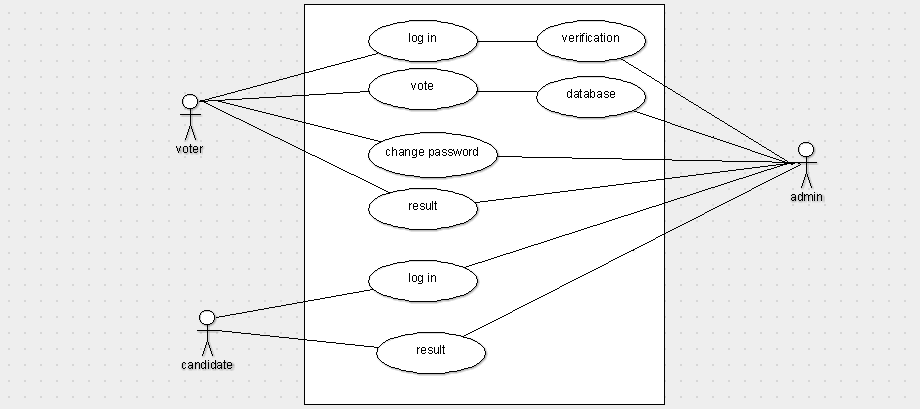 log in
verification
vote
database
voter
change password
admin
result
log in
candidate
result